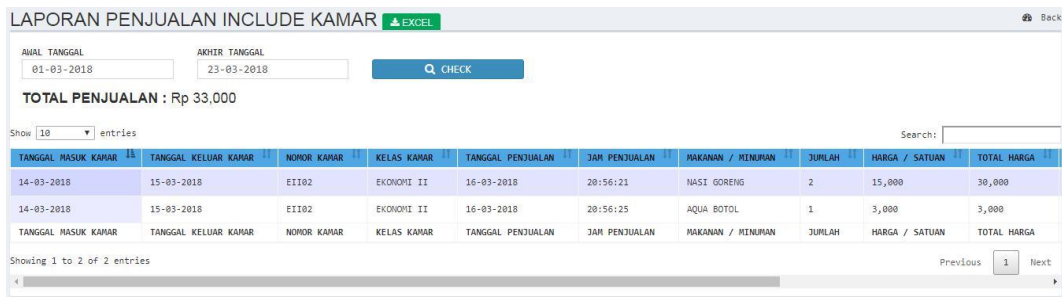 LAPORAN PENJUALAN INCLUDE KAMAR EXCEL Back
AWAL TANGGAL AKHIR TANGGAL
01-03-2018 23-03-2018 CHECK
TOTAL PENJUALAN : Rp 33,000
Show 10 entries Search:
TANGGAL MASUK KAMAR TANGGAL KELUAR KAMAR NOMOR KAMAR KELAS KAMAR TANGGAL PENJUALAN JAM PENJUALAN MAKANAN / MINUMAN JUMLAH HARGA / SATUAN TOTAL HARGA
14-03-2018 15-03-2018 EII02 EKONOMI II 16-03-2018 20:56:21 NASI GORENG 2 15,000 30,000
14-03-2018 15-03-2018 EII02 EKONOMI II 16-03-2018 20:56:25 AQUA BOTOL 1 3,000 3,000
TANGGAL MASUK KAMAR TANGGAL KELUAR KAMAR NOMOR KAMAR KELAS KAMAR TANGGAL PENJUALAN JAM PENJUALAN MAKANAN / MINUMAN JUMLAH HARGA / SATUAN TOTAL HARGA
Showing 1 to 2 of 2 entries Previous 1 Next